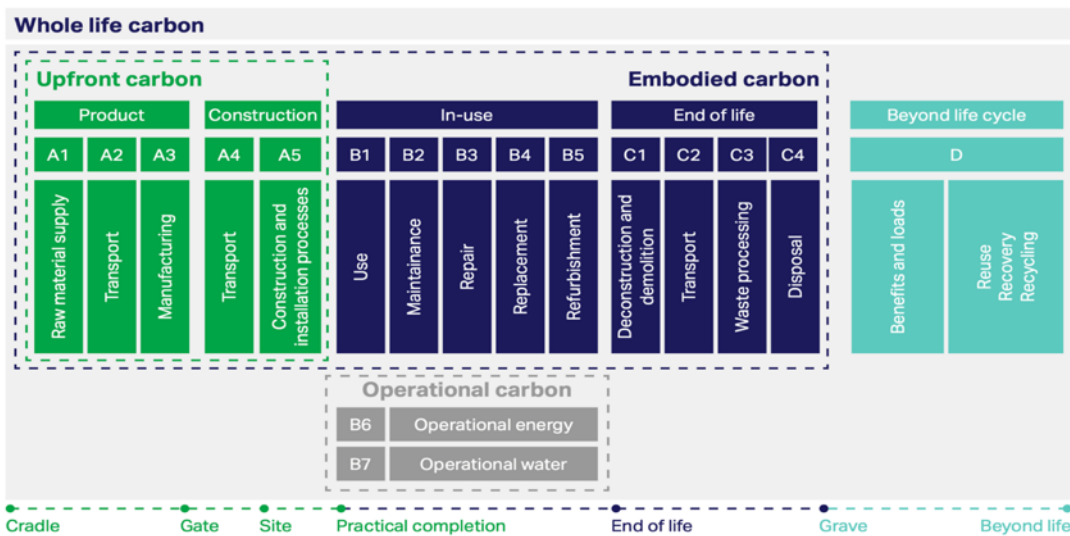 Whole life carbon
Upfront carbon
Embodied carbon
Product
Construction
In-use
End of life
Beyond life cycle
A1
A2
A3
A4
A5
B1
B2
B3
B4
B5
C1
C2
C3
C4
D
Raw material supply
Transport
Manufacturing
Transport
Construction and
installation processes
Use
Maintainance
Repair
Replacement
Refurbishment
Deconstruction and
demolition
Transport
Waste processing
Disposal
Benefits and loads
Reuse
Recovery
Recycling
Operational carbon
B6
Operational energy
B7
Operational water
Cradle
Gate
Site
Practical completion
End of life
Grave
Beyond life